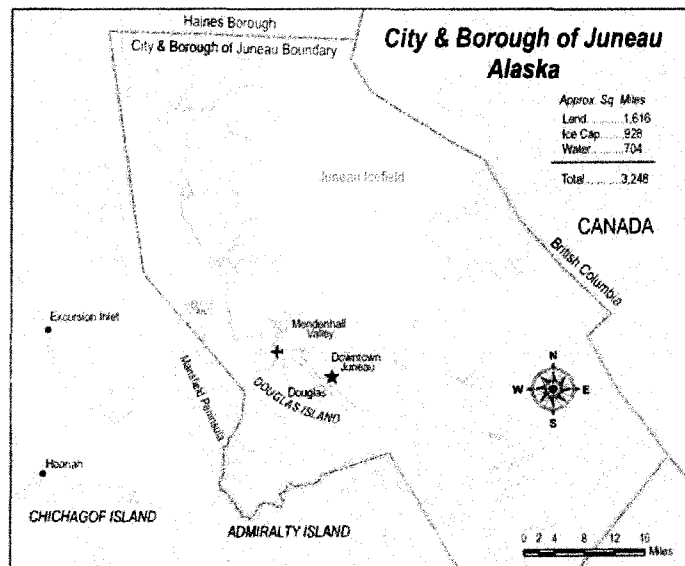 Haines Borough
City & Borough of Juneau Boundary
City & Borough of Juneau
Alaska
Approx. Sq. Miles
Land..........1,616
Ice Cap.....928
Water........704
Total..........3,248
Juneau Icefield
CANADA
British Columbia
Excursion Inlet
Mendenhall
Valley
Downtown
Juneau
Douglas
DOUGLAS ISLAND
Mansfield Peninsula
N
W
E
S
Hoonah
CHICHAGOF ISLAND
ADMIRALTY ISLAND
0 2 4 8 12 16
Miles